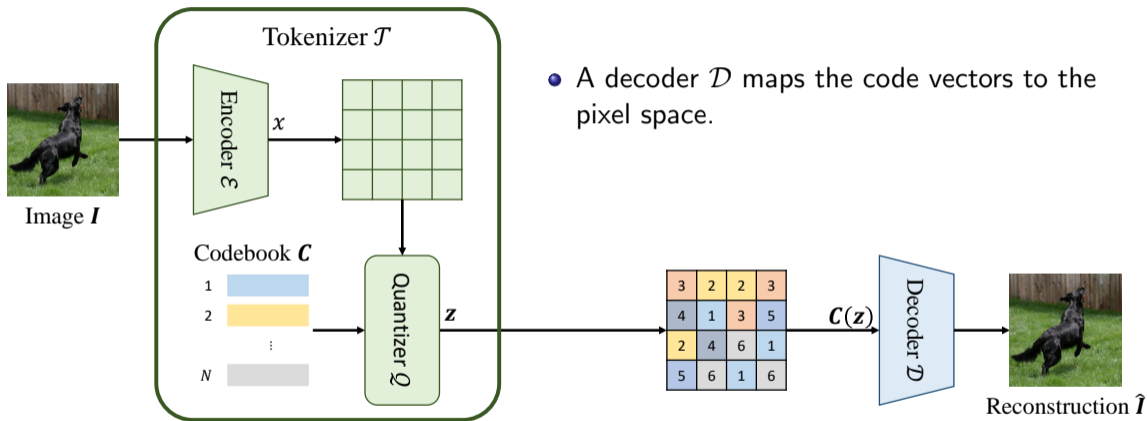 Tokenizer 𝒯
• A decoder 𝒟 maps the code vectors to the
pixel space.
Encoder ℰ
x
Image I
Codebook C
1
2
⋮
N
Quantizer 𝒬
z
3 2 2 3
4 1 3 5
2 4 6 1
5 6 1 6
C(z)
Decoder 𝒟
Reconstruction Î